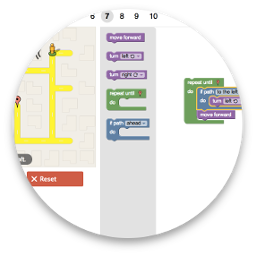 6 7 8 9 10
move forward
turn left ↺
turn right ↻
repeat until
do
if path ahead
do
repeat until
do
if path to the left
do
turn left ↺
move forward
eft.
✕ Reset